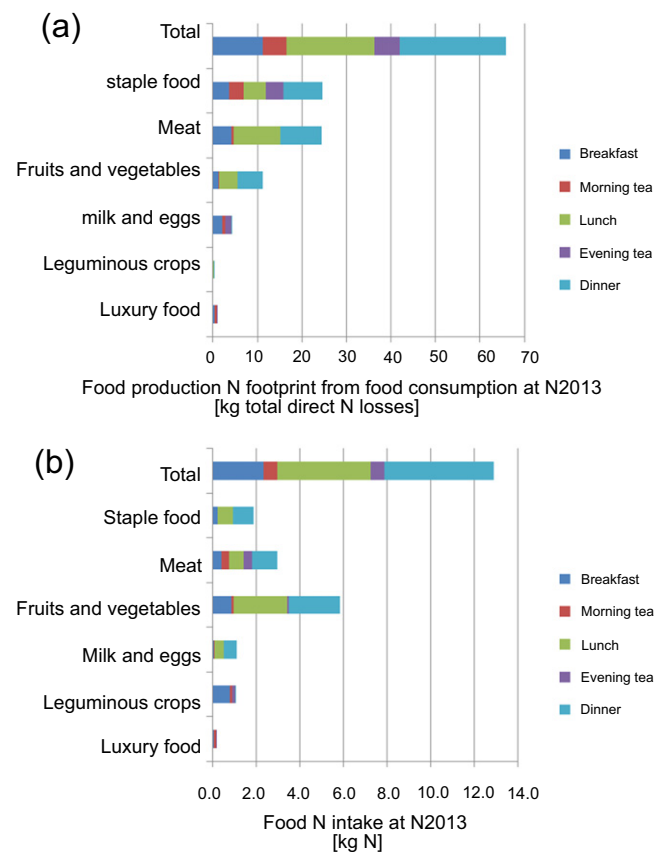 (a)
Total
staple food
Meat
Fruits and vegetables
milk and eggs
Leguminous crops
Luxury food
Breakfast
Morning tea
Lunch
Evening tea
Dinner
0 10 20 30 40 50 60 70
Food production N footprint from food consumption at N2013
[kg total direct N losses]
(b)
Total
Staple food
Meat
Fruits and vegetables
Milk and eggs
Leguminous crops
Luxury food
Breakfast
Morning tea
Lunch
Evening tea
Dinner
0.0 2.0 4.0 6.0 8.0 10.0 12.0 14.0
Food N intake at N2013
[kg N]